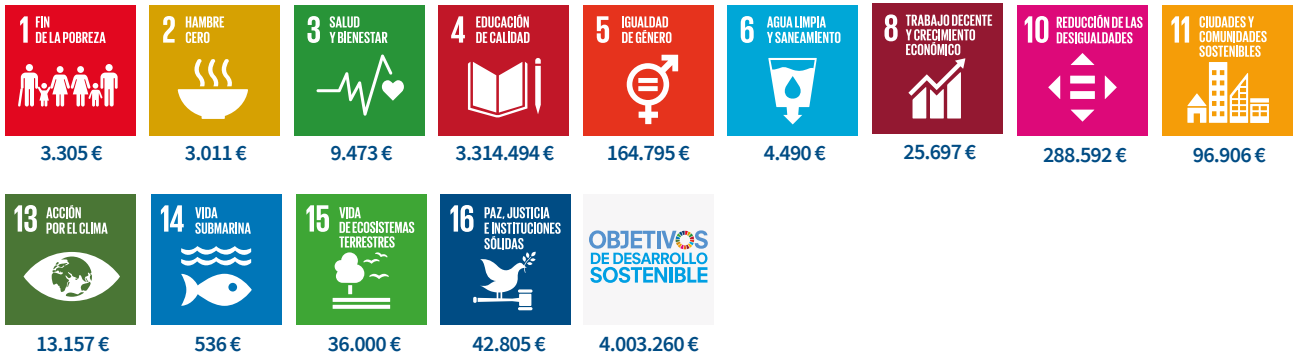 1 FIN
DE LA POBREZA
2 HAMBRE
CERO
3 SALUD
Y BIENESTAR
4 EDUCACIÓN
DE CALIDAD
5 IGUALDAD
DE GÉNERO
6 AGUA LIMPIA
Y SANEAMIENTO
8 TRABAJO DECENTE
Y CRECIMIENTO
ECONÓMICO
10 REDUCCIÓN DE LAS
DESIGUALDADES
11 CIUDADES Y
COMUNIDADES
SOSTENIBLES
3.305 €
3.011 €
9.473 €
3.314.494 €
164.795 €
4.490 €
25.697 €
288.592 €
96.906 €
13 ACCIÓN
POR EL CLIMA
14 VIDA
SUBMARINA
15 VIDA
DE ECOSISTEMAS
TERRESTRES
16 PAZ, JUSTICIA
E INSTITUCIONES
SÓLIDAS
OBJETIVOS
DE DESARROLLO
SOSTENIBLE
13.157 €
536 €
36.000 €
42.805 €
4.003.260 €